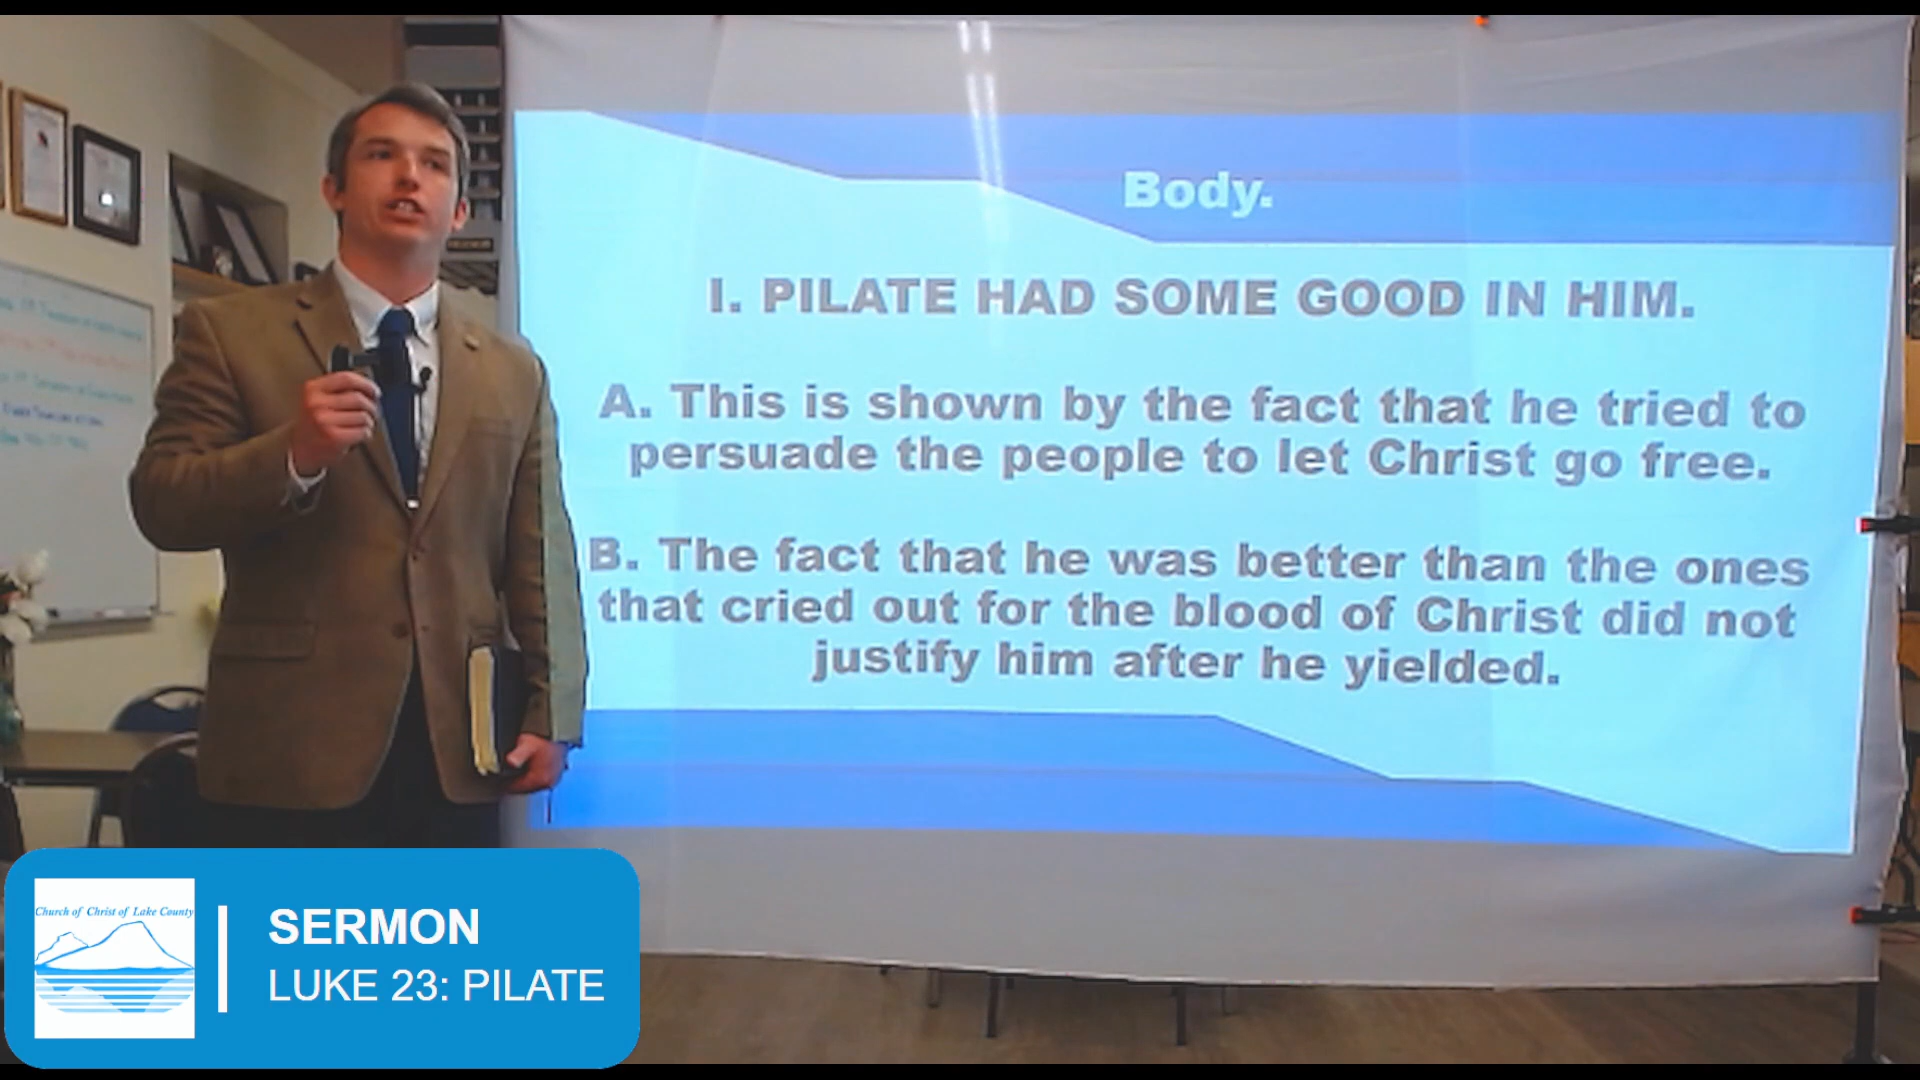 Body.
I. PILATE HAD SOME GOOD IN HIM.
A. This is shown by the fact that he tried to
persuade the people to let Christ go free.
B. The fact that he was better than the ones
that cried out for the blood of Christ did not
justify him after he yielded.
Church of Christ of Lake County
SERMON
LUKE 23: PILATE